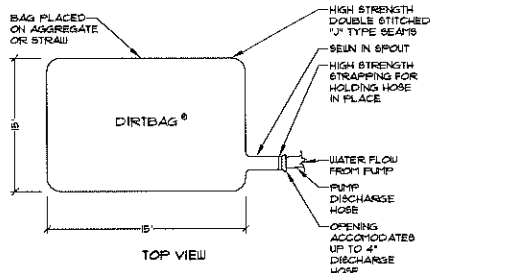 BAG PLACED
ON AGGREGATE
OR STRAW
HIGH STRENGTH
DOUBLE STITCHED
"J" TYPE SEAMS
SEWN IN SPOUT
HIGH STRENGTH
STRAPPING FOR
HOLDING HOSE
IN PLACE
DIRTBAG ®
15'
WATER FLOW
FROM PUMP
PUMP
DISCHARGE
HOSE
OPENING
ACCOMODATES
UP TO 4"
DISCHARGE
HOSE
15'
TOP VIEW